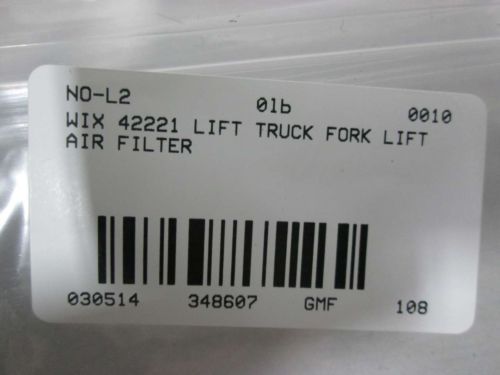 NO-L2 0lb 0010
WIX 42221 LIFT TRUCK FORK LIFT
AIR FILTER
030514 348607 GMF 108